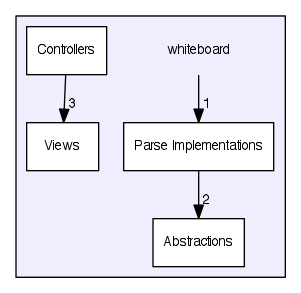 Controllers
whiteboard
3
1
Views
Parse Implementations
2
Abstractions